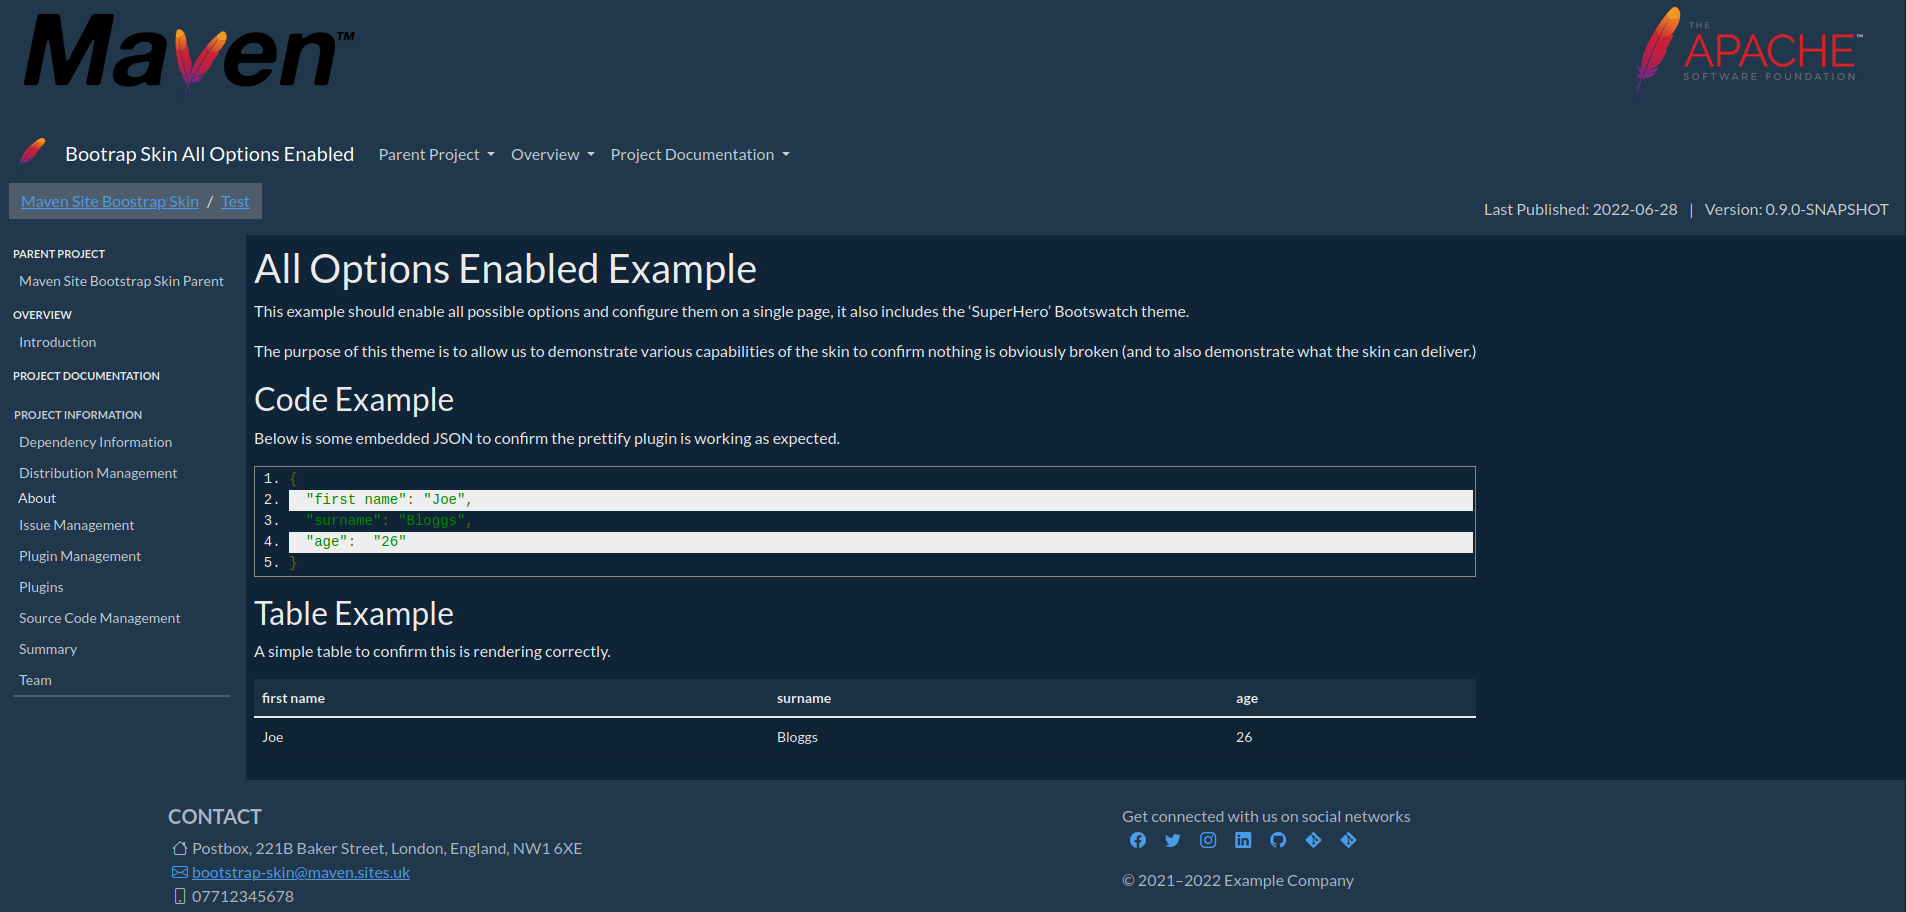 Maven™
THE
APACHE™
SOFTWARE FOUNDATION
Bootrap Skin All Options Enabled Parent Project Overview Project Documentation
Maven Site Boostrap Skin / Test
Last Published: 2022-06-28 | Version: 0.9.0-SNAPSHOT
PARENT PROJECT
Maven Site Bootstrap Skin Parent
OVERVIEW
Introduction
PROJECT DOCUMENTATION
PROJECT INFORMATION
Dependency Information
Distribution Management
About
Issue Management
Plugin Management
Plugins
Source Code Management
Summary
Team
All Options Enabled Example
This example should enable all possible options and configure them on a single page, it also includes the ‘SuperHero’ Bootswatch theme.
The purpose of this theme is to allow us to demonstrate various capabilities of the skin to confirm nothing is obviously broken (and to also demonstrate what the skin can deliver.)
Code Example
Below is some embedded JSON to confirm the prettify plugin is working as expected.
1. {
2.   "first name": "Joe",
3.   "surname": "Bloggs",
4.   "age":  "26"
5. }
Table Example
A simple table to confirm this is rendering correctly.
first name surname age
Joe Bloggs 26
CONTACT
Postbox, 221B Baker Street, London, England, NW1 6XE
bootstrap-skin@maven.sites.uk
07712345678
Get connected with us on social networks
© 2021–2022 Example Company